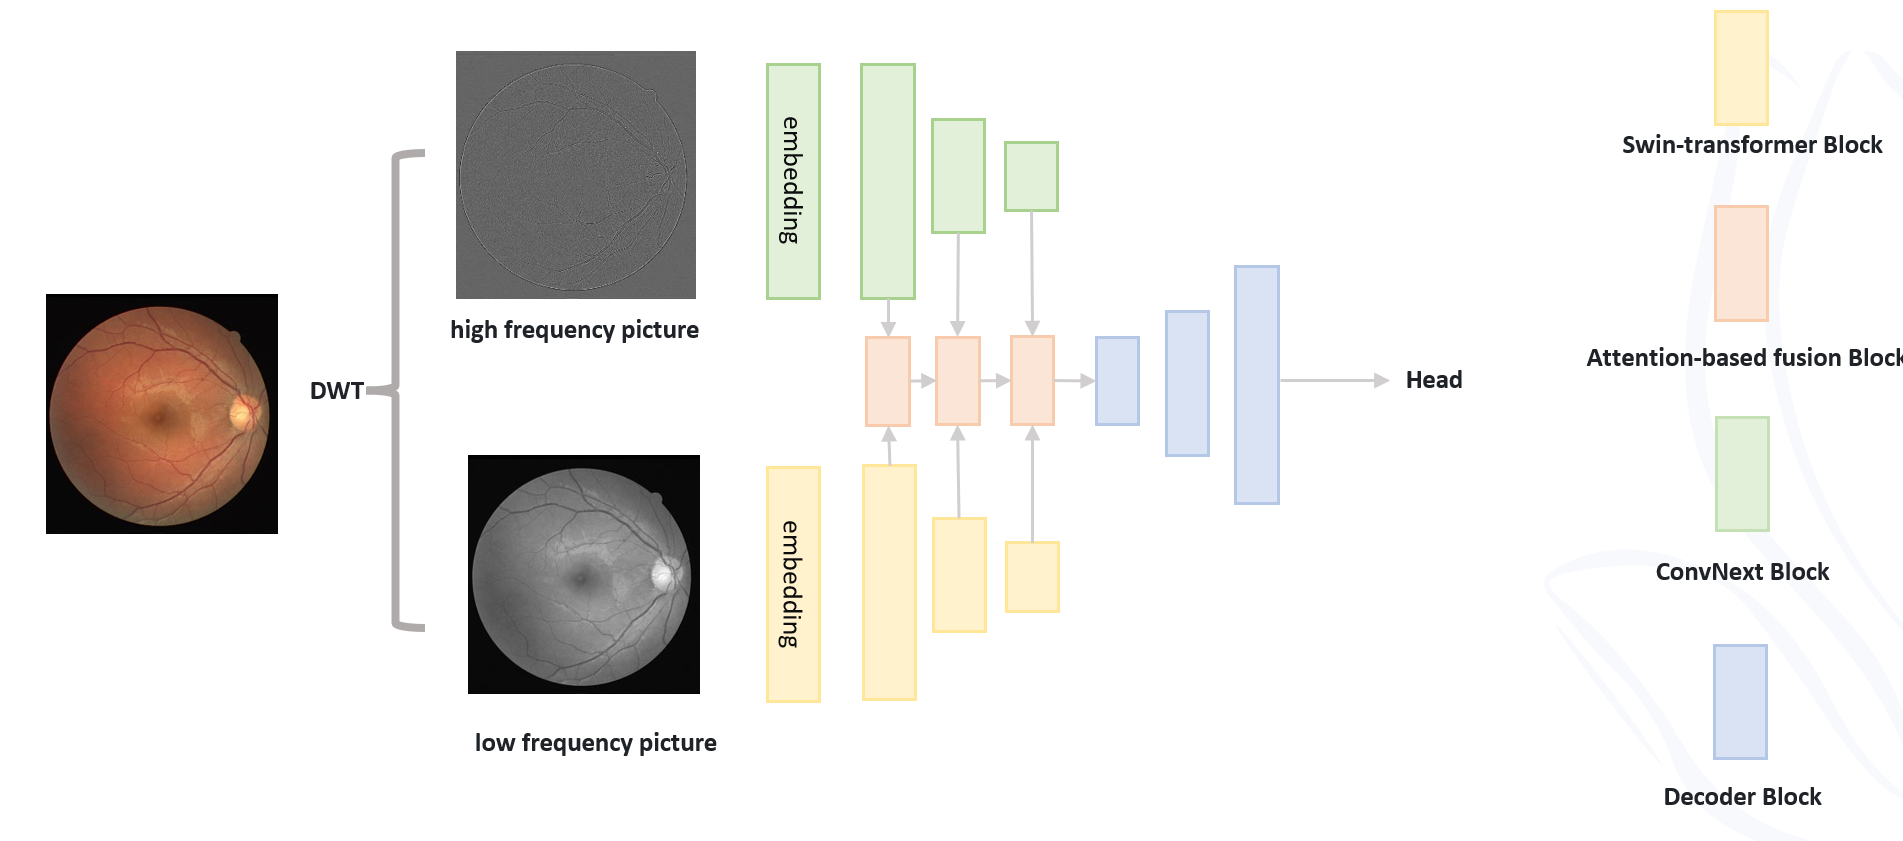 embedding
high frequency picture
DWT
Head
embedding
low frequency picture
Swin-transformer Block
Attention-based fusion Block
ConvNext Block
Decoder Block